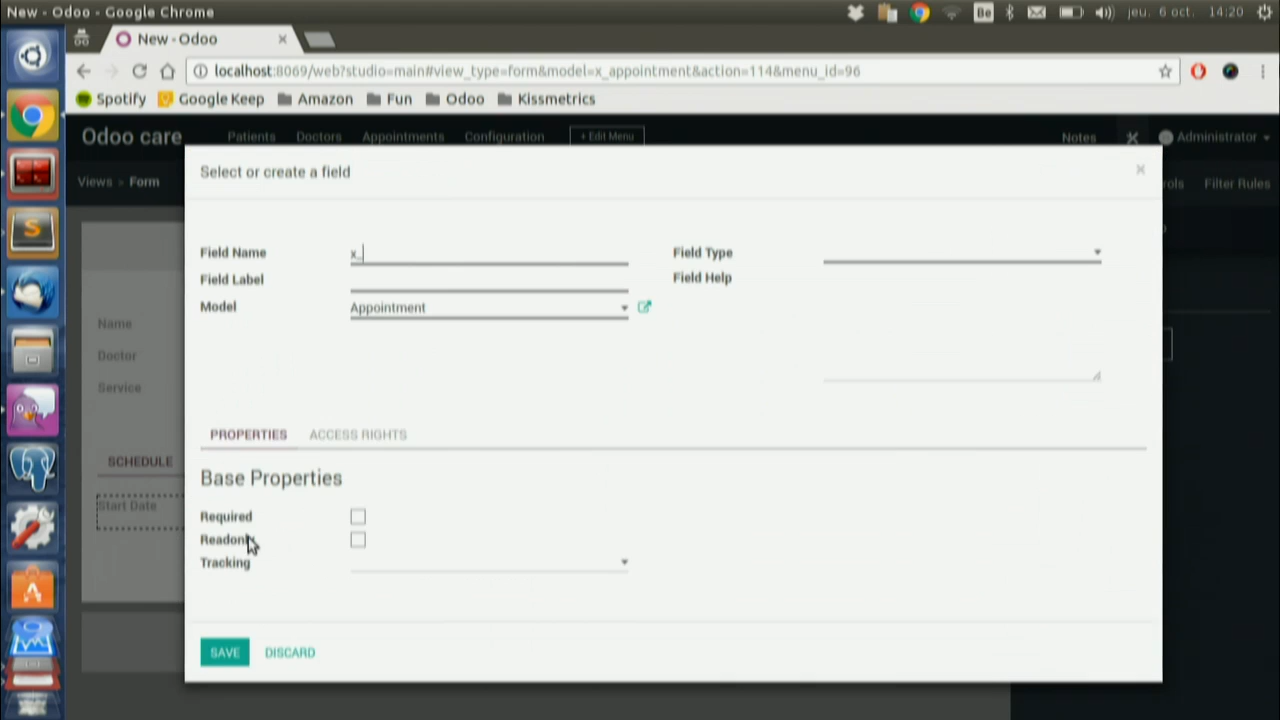 New - Odoo - Google Chrome
Be
jeu. 6 oct. 14:20
New - Odoo
localhost:8069/web?studio=main#view_type=form&model=x_appointment&action=114&menu_id=96
Spotify Google Keep Amazon Fun Odoo Kissmetrics
Odoo care Patients Doctors Appointments Configuration + Edit Menu Notes Administrator
Views Form
Filter Rules
Select or create a field
Field Name x_
Field Type
Field Label
Field Help
Model Appointment
Name
Doctor
Service
PROPERTIES ACCESS RIGHTS
SCHEDULE
Base Properties
Start Date
Required
Readonly
Tracking
SAVE DISCARD